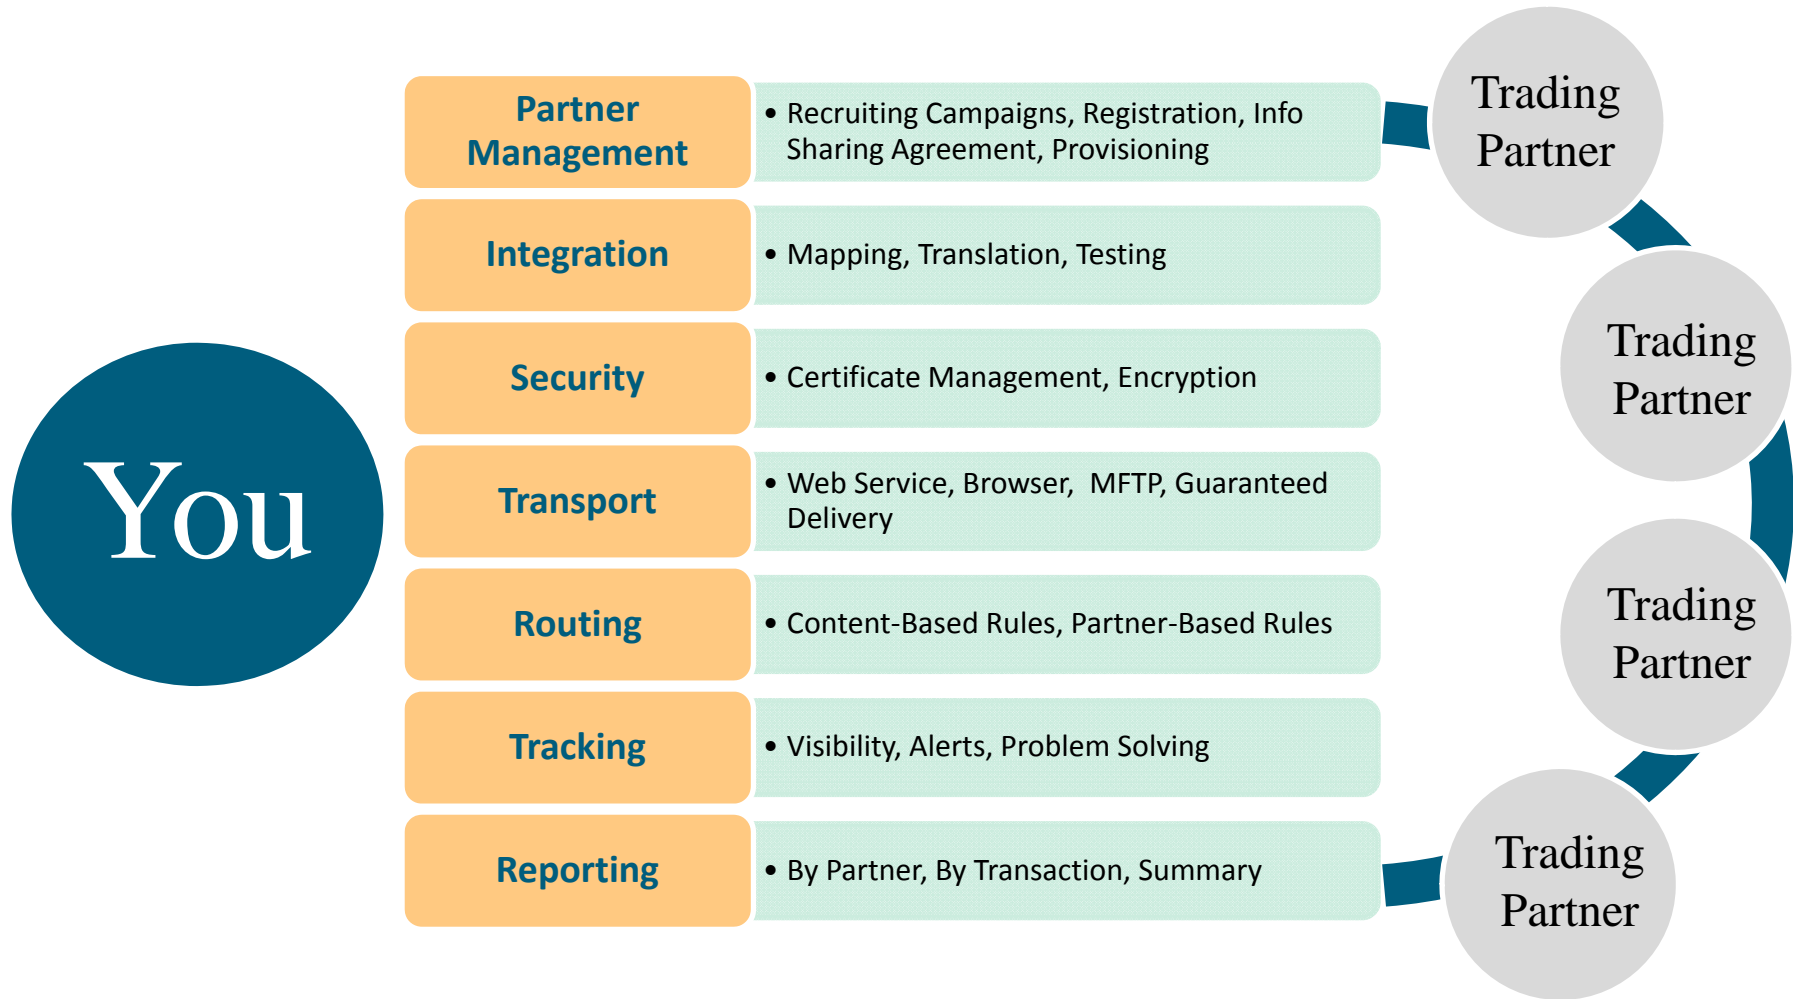 You
Partner
Management
• Recruiting Campaigns, Registration, Info
Sharing Agreement, Provisioning
Integration
• Mapping, Translation, Testing
Security
• Certificate Management, Encryption
Transport
• Web Service, Browser,  MFTP, Guaranteed
Delivery
Routing
• Content-Based Rules, Partner-Based Rules
Tracking
• Visibility, Alerts, Problem Solving
Reporting
• By Partner, By Transaction, Summary
Trading
Partner
Trading
Partner
Trading
Partner
Trading
Partner